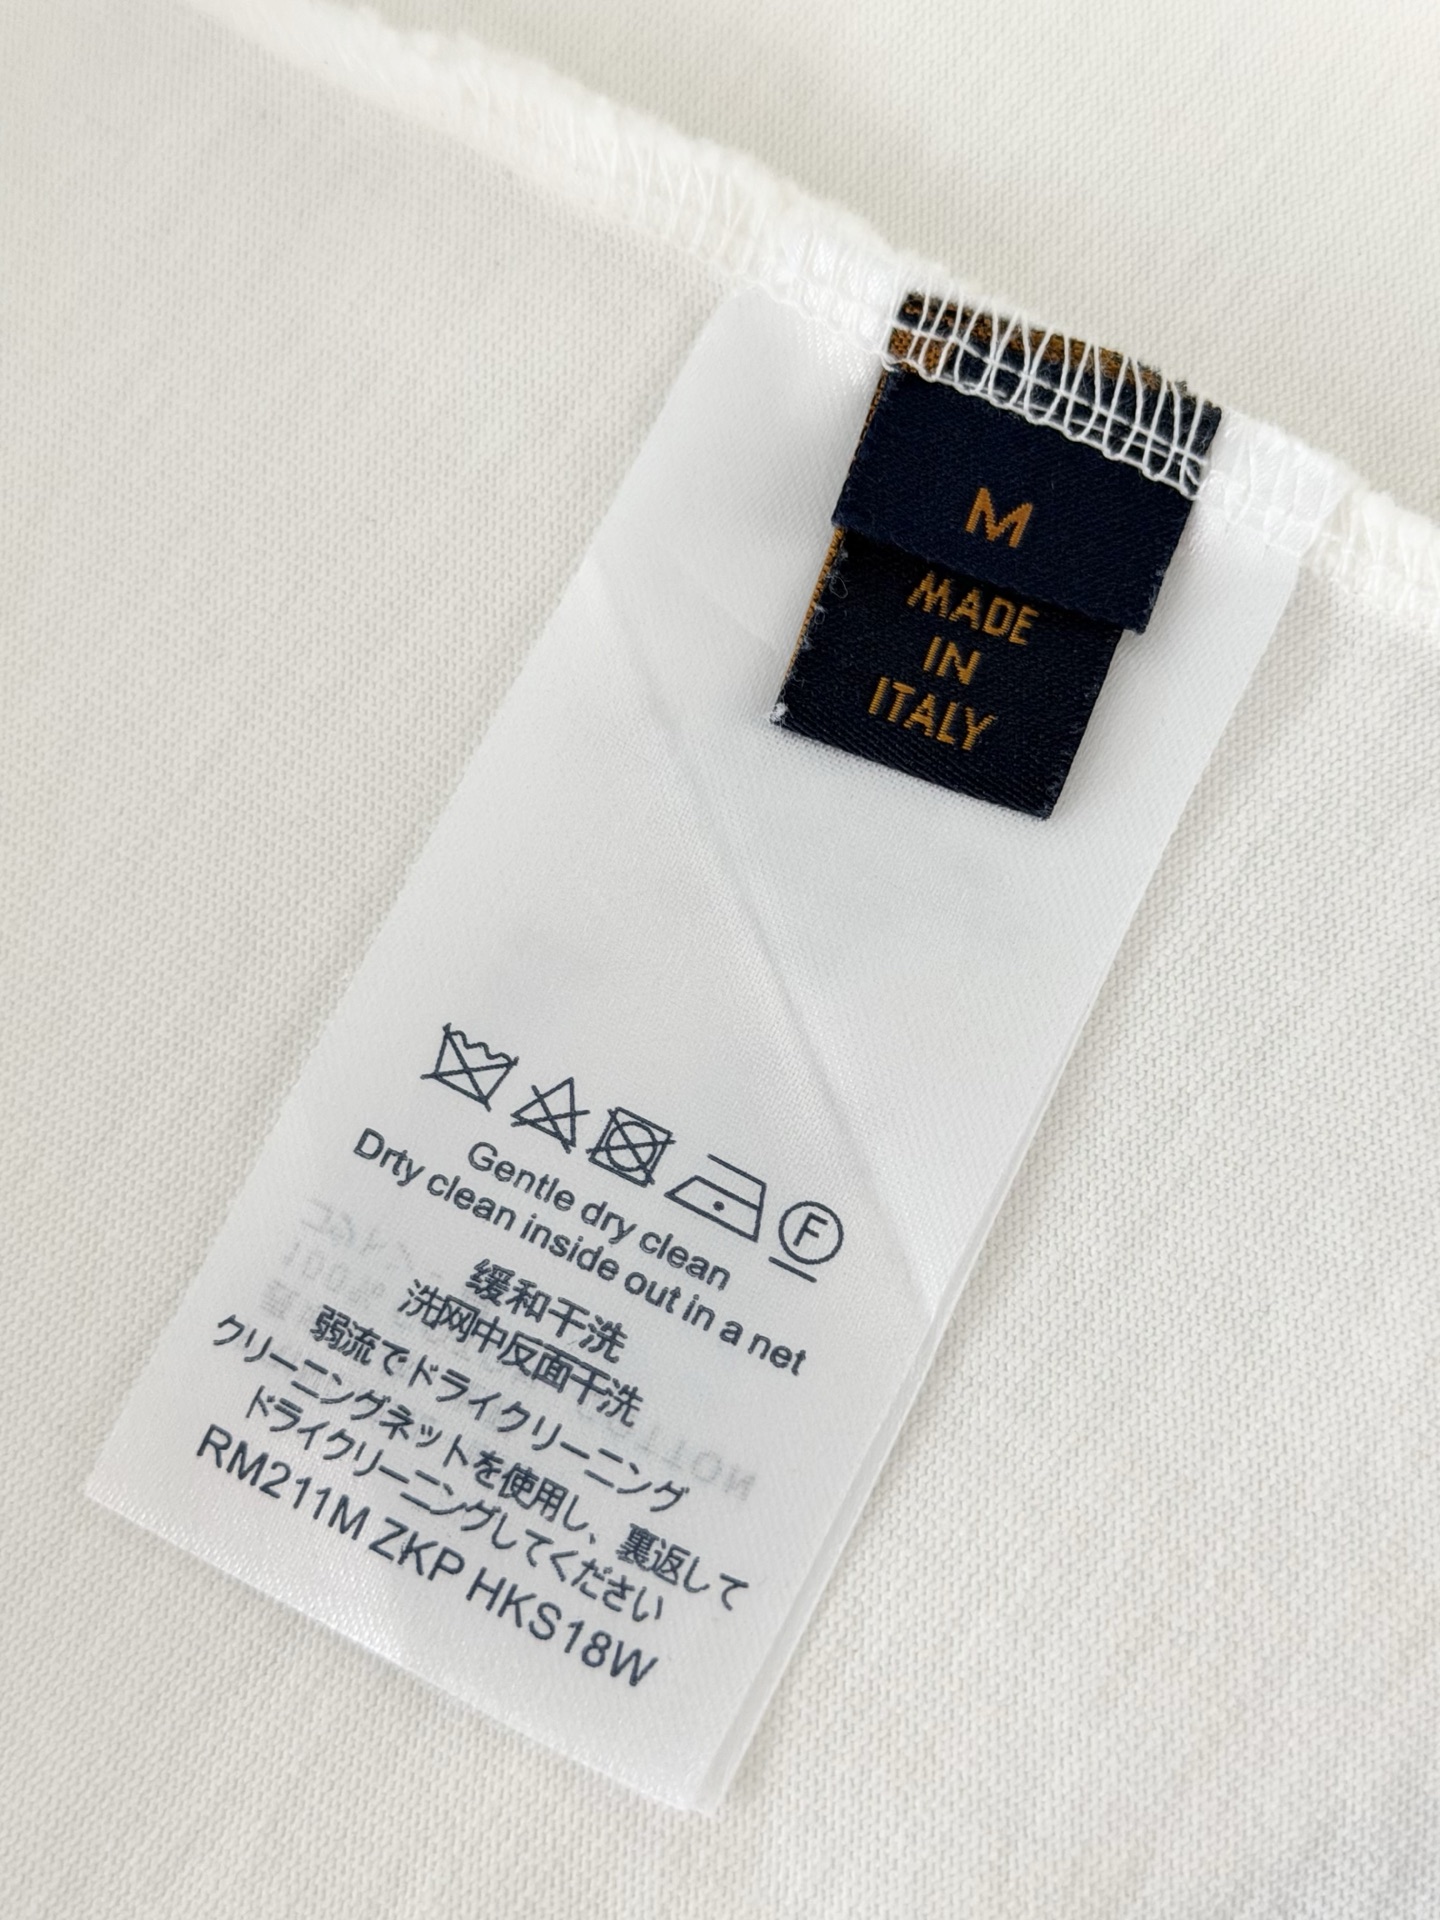 M
MADE
IN
ITALY
F
Gentle dry clean
Drty clean inside out in a net
缓和干洗
洗网中反面干洗
弱流でドライクリーニング
クリーニングネットを使用し、裏返して
ドライクリーニングしてください
RM211M ZKP HKS18W